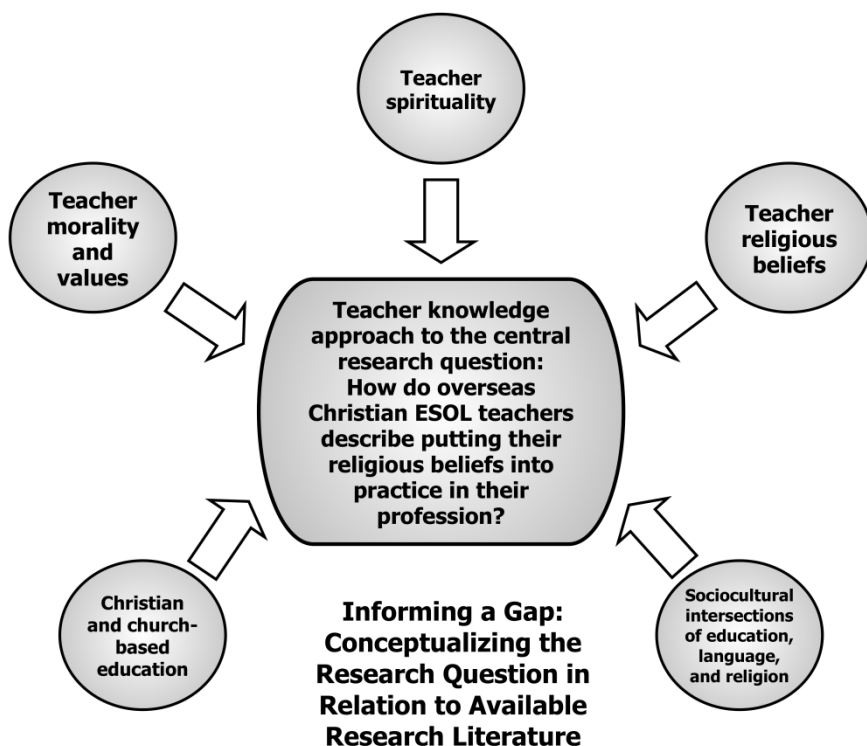 Teacher
spirituality
Teacher
morality
and
values
Teacher
religious
beliefs
Teacher knowledge
approach to the central
research question:
How do overseas
Christian ESOL teachers
describe putting their
religious beliefs into
practice in their
profession?
Christian
and church-
based
education
Sociocultural
intersections
of education,
language,
and religion
Informing a Gap:
Conceptualizing the
Research Question in
Relation to Available
Research Literature